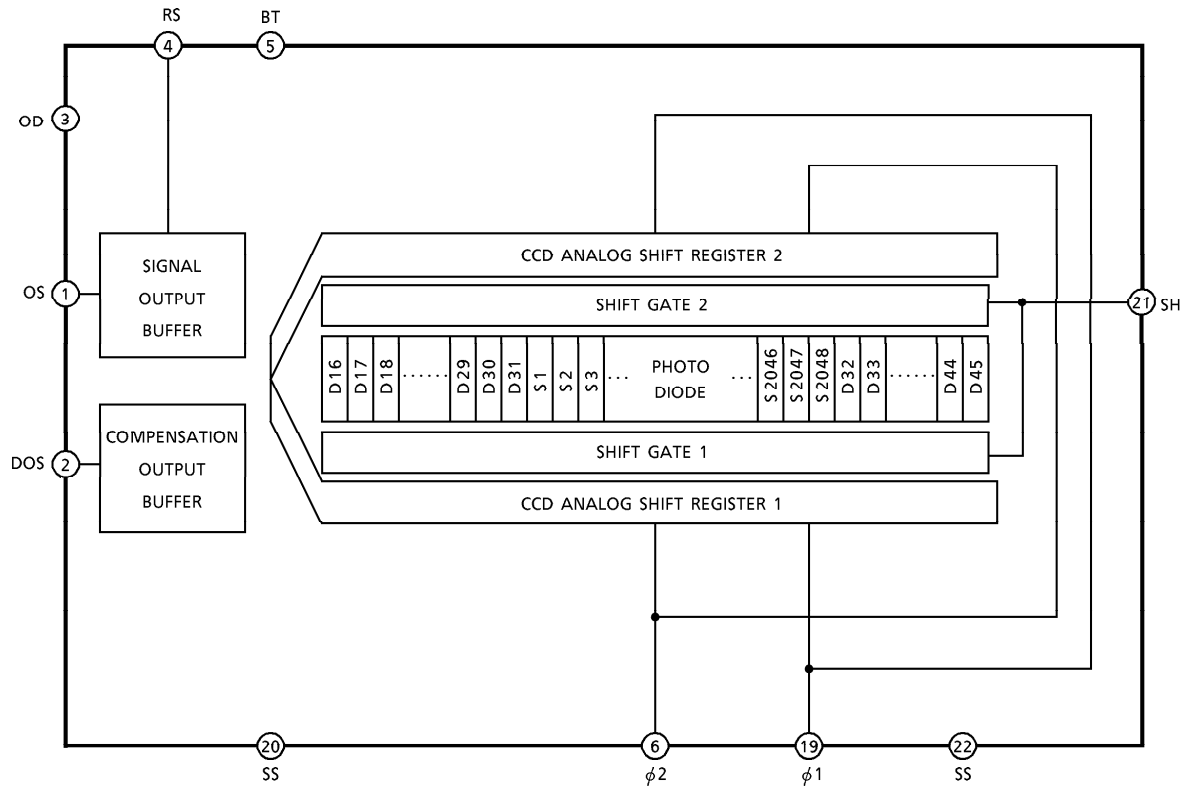 RS
BT
4
5
OD
3
SIGNAL
OUTPUT
BUFFER
OS
1
CCD ANALOG SHIFT REGISTER 2
SHIFT GATE 2
21
SH
D16
D17
D18
······
D29
D30
D31
S1
S2
S3
···
PHOTO
DIODE
···
S2046
S2047
S2048
D32
D33
······
D44
D45
SHIFT GATE 1
CCD ANALOG SHIFT REGISTER 1
COMPENSATION
OUTPUT
BUFFER
DOS
2
20
6
19
22
SS
ϕ2
ϕ1
SS